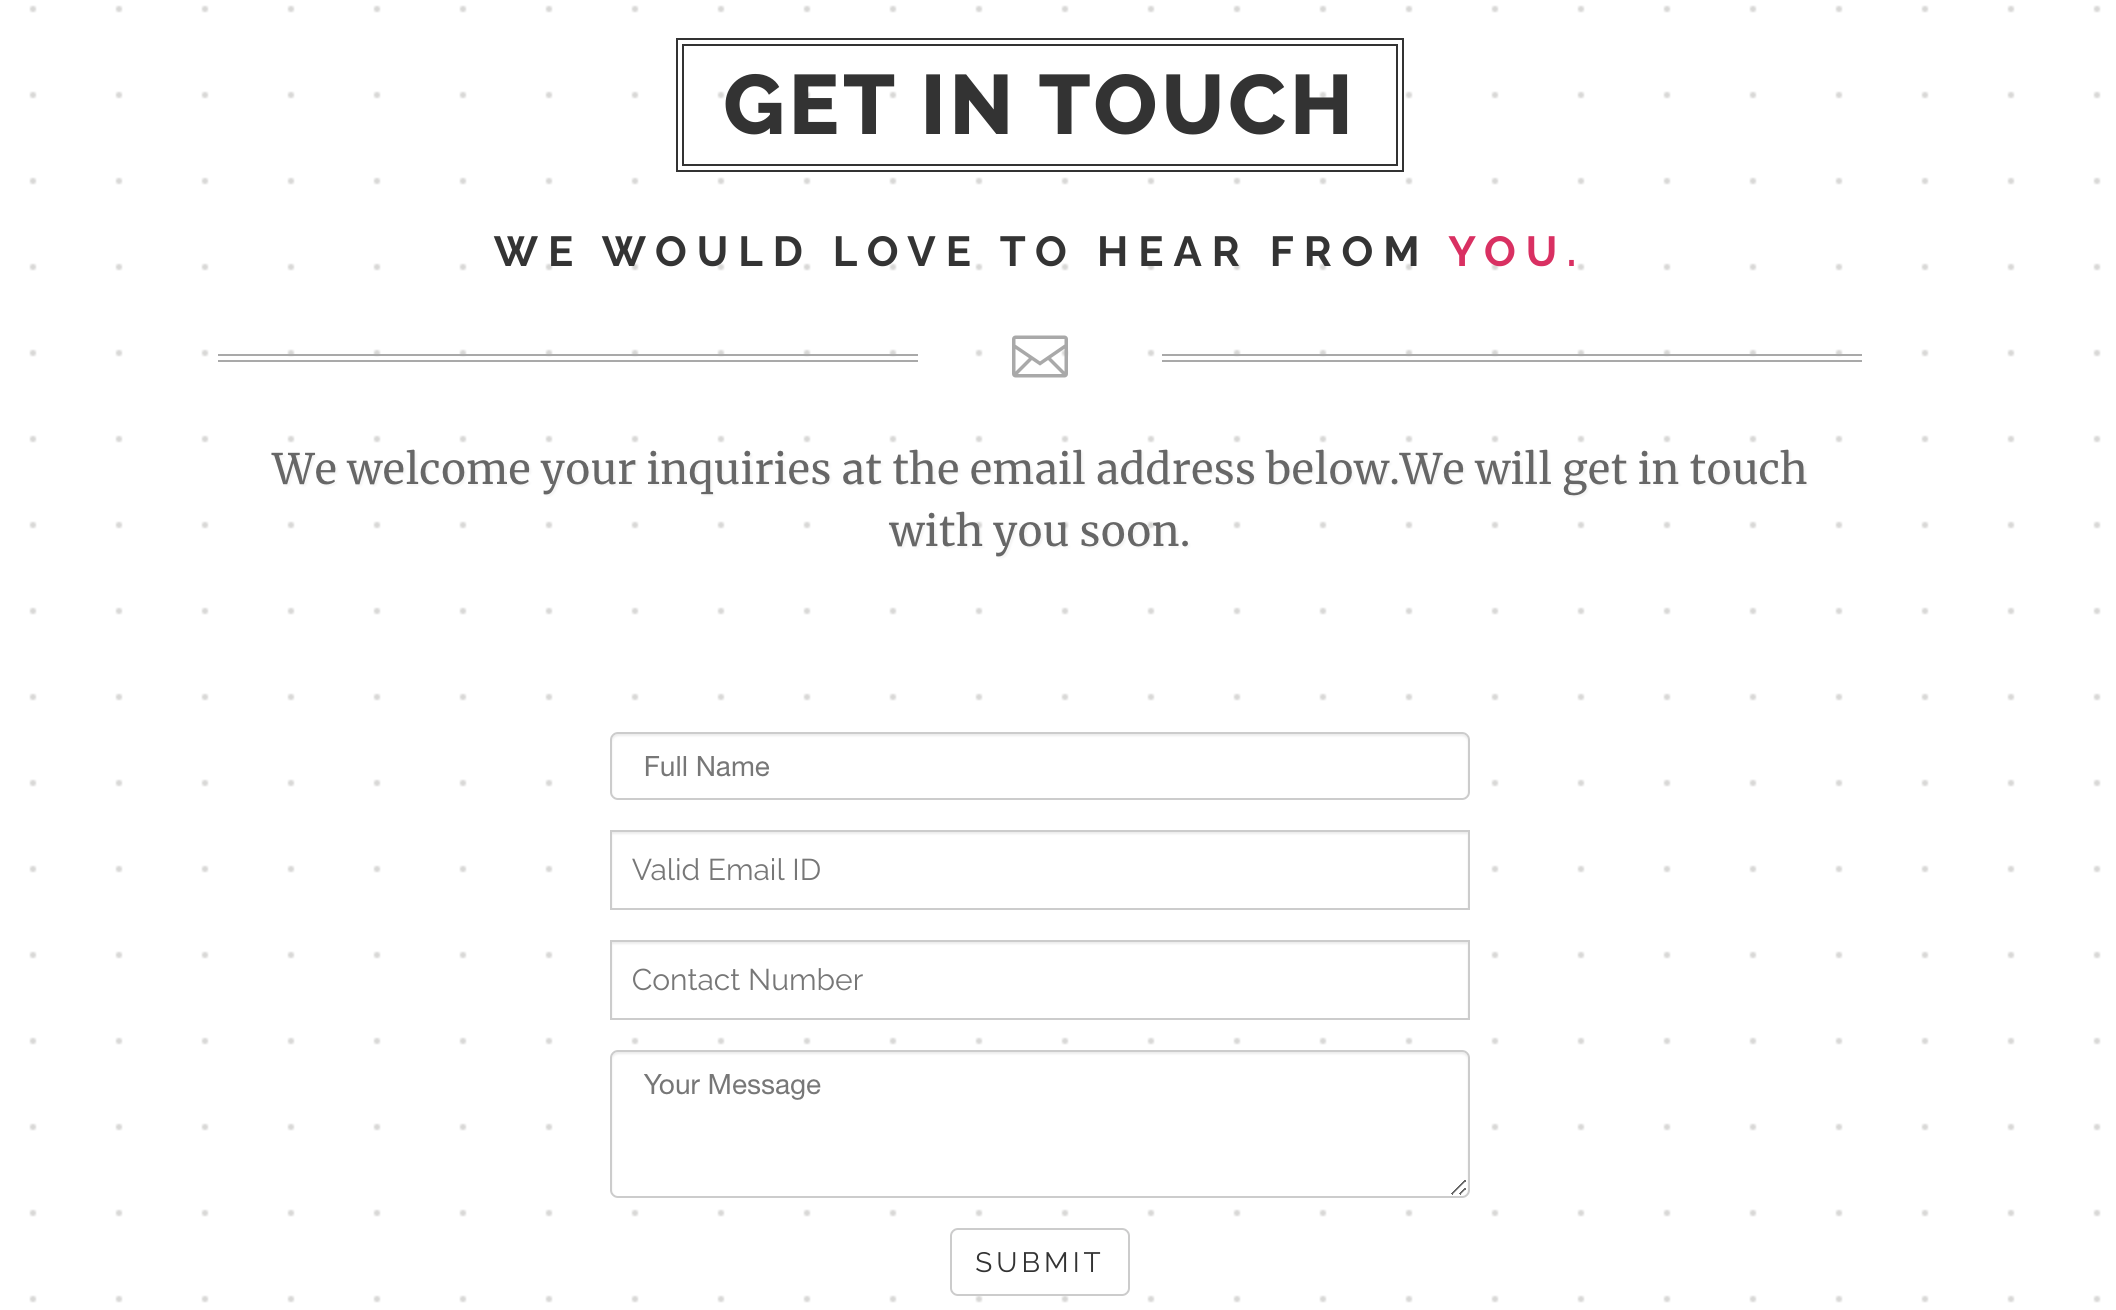 GET IN TOUCH
WE WOULD LOVE TO HEAR FROM YOU.
We welcome your inquiries at the email address below.We will get in touch
with you soon.
Full Name
Valid Email ID
Contact Number
Your Message
SUBMIT